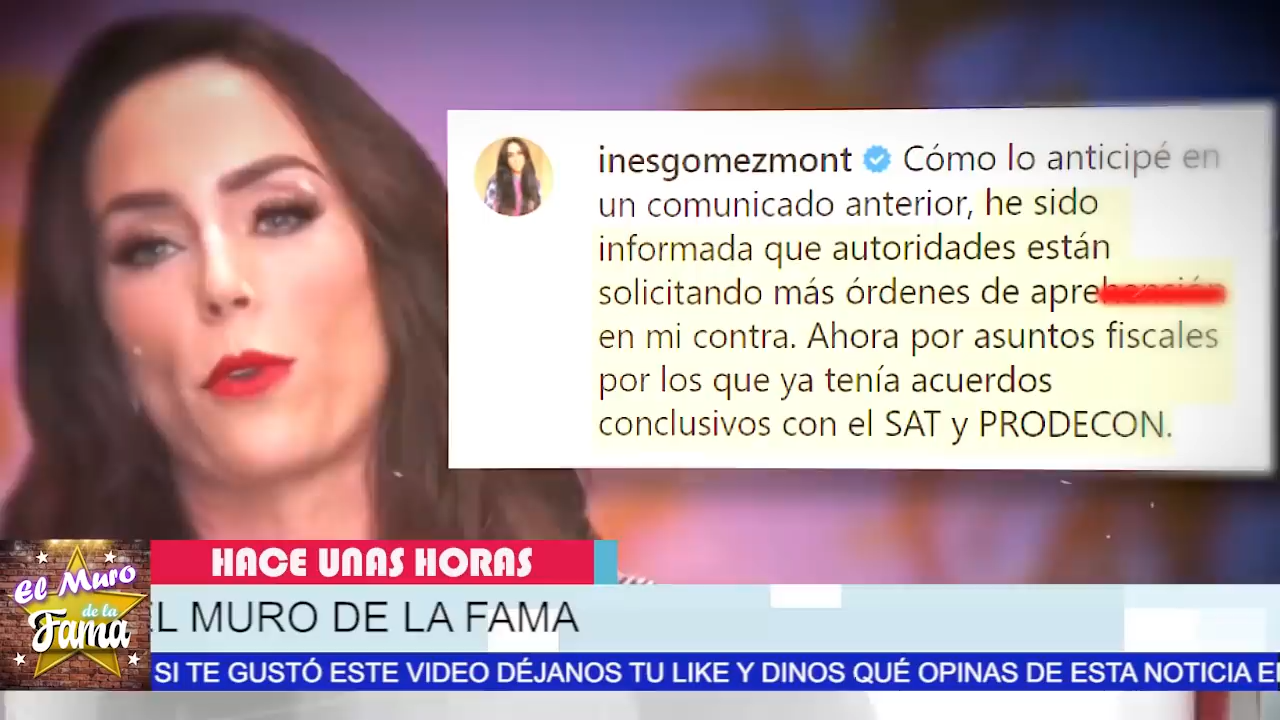 inesgomezmont Cómo lo anticipé en
un comunicado anterior, he sido
informada que autoridades están
solicitando más órdenes de aprehensión
en mi contra. Ahora por asuntos fiscales
por los que ya tenía acuerdos
conclusivos con el SAT y PRODECON.
HACE UNAS HORAS
El Muro
de la
Fama
EL MURO DE LA FAMA
SI TE GUSTÓ ESTE VIDEO DÉJANOS TU LIKE Y DINOS QUÉ OPINAS DE ESTA NOTICIA